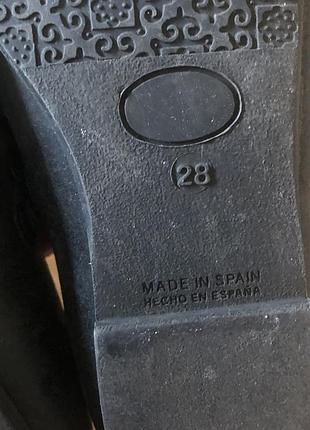 28
MADE IN SPAIN
HECHO EN ESPAÑA